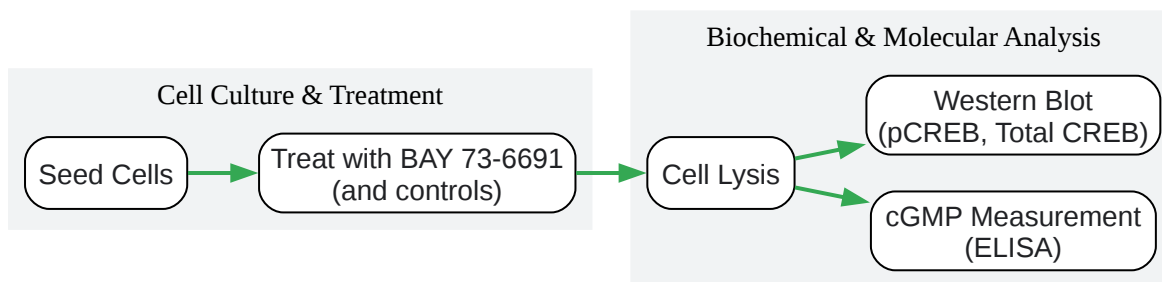 Cell Culture & Treatment
Seed Cells
Treat with BAY 73-6691
(and controls)
Biochemical & Molecular Analysis
Cell Lysis
Western Blot
(pCREB, Total CREB)
cGMP Measurement
(ELISA)